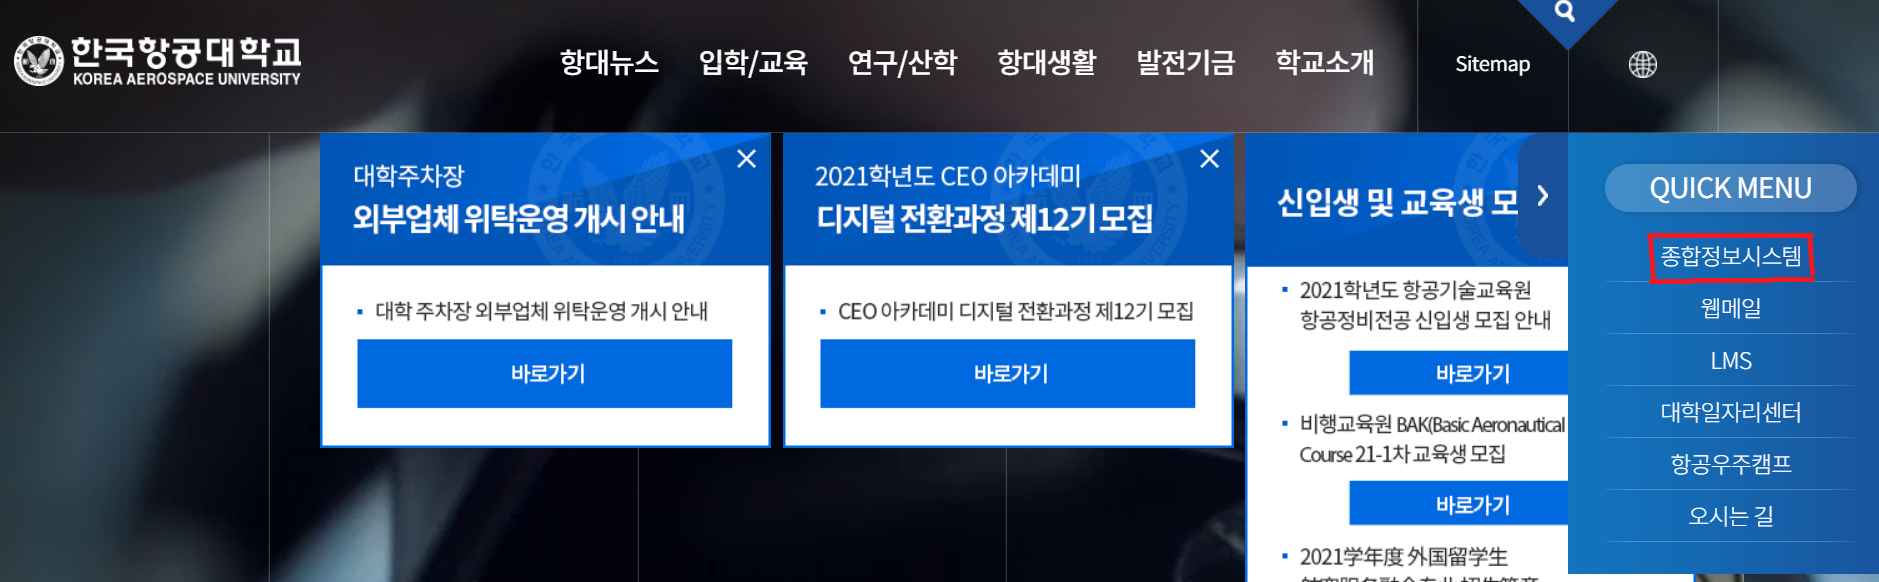 한국항공대학교
KOREA AEROSPACE UNIVERSITY
항대뉴스 입학/교육 연구/산학 항대생활 발전기금 학교소개 Sitemap
대학주차장
외부업체 위탁운영 개시 안내
대학 주차장 외부업체 위탁운영 개시 안내
바로가기
2021학년도 CEO 아카데미
디지털 전환과정 제12기 모집
CEO 아카데미 디지털 전환과정 제12기 모집
바로가기
신입생 및 교육생 모
2021학년도 항공기술교육원
항공정비전공 신입생 모집 안내
바로가기
비행교육원 BAK(Basic Aeronautical
Course 21-1차 교육생 모집
바로가기
2021学年度 外国留学生
QUICK MENU
종합정보시스템
웹메일
LMS
대학일자리센터
항공우주캠프
오시는 길